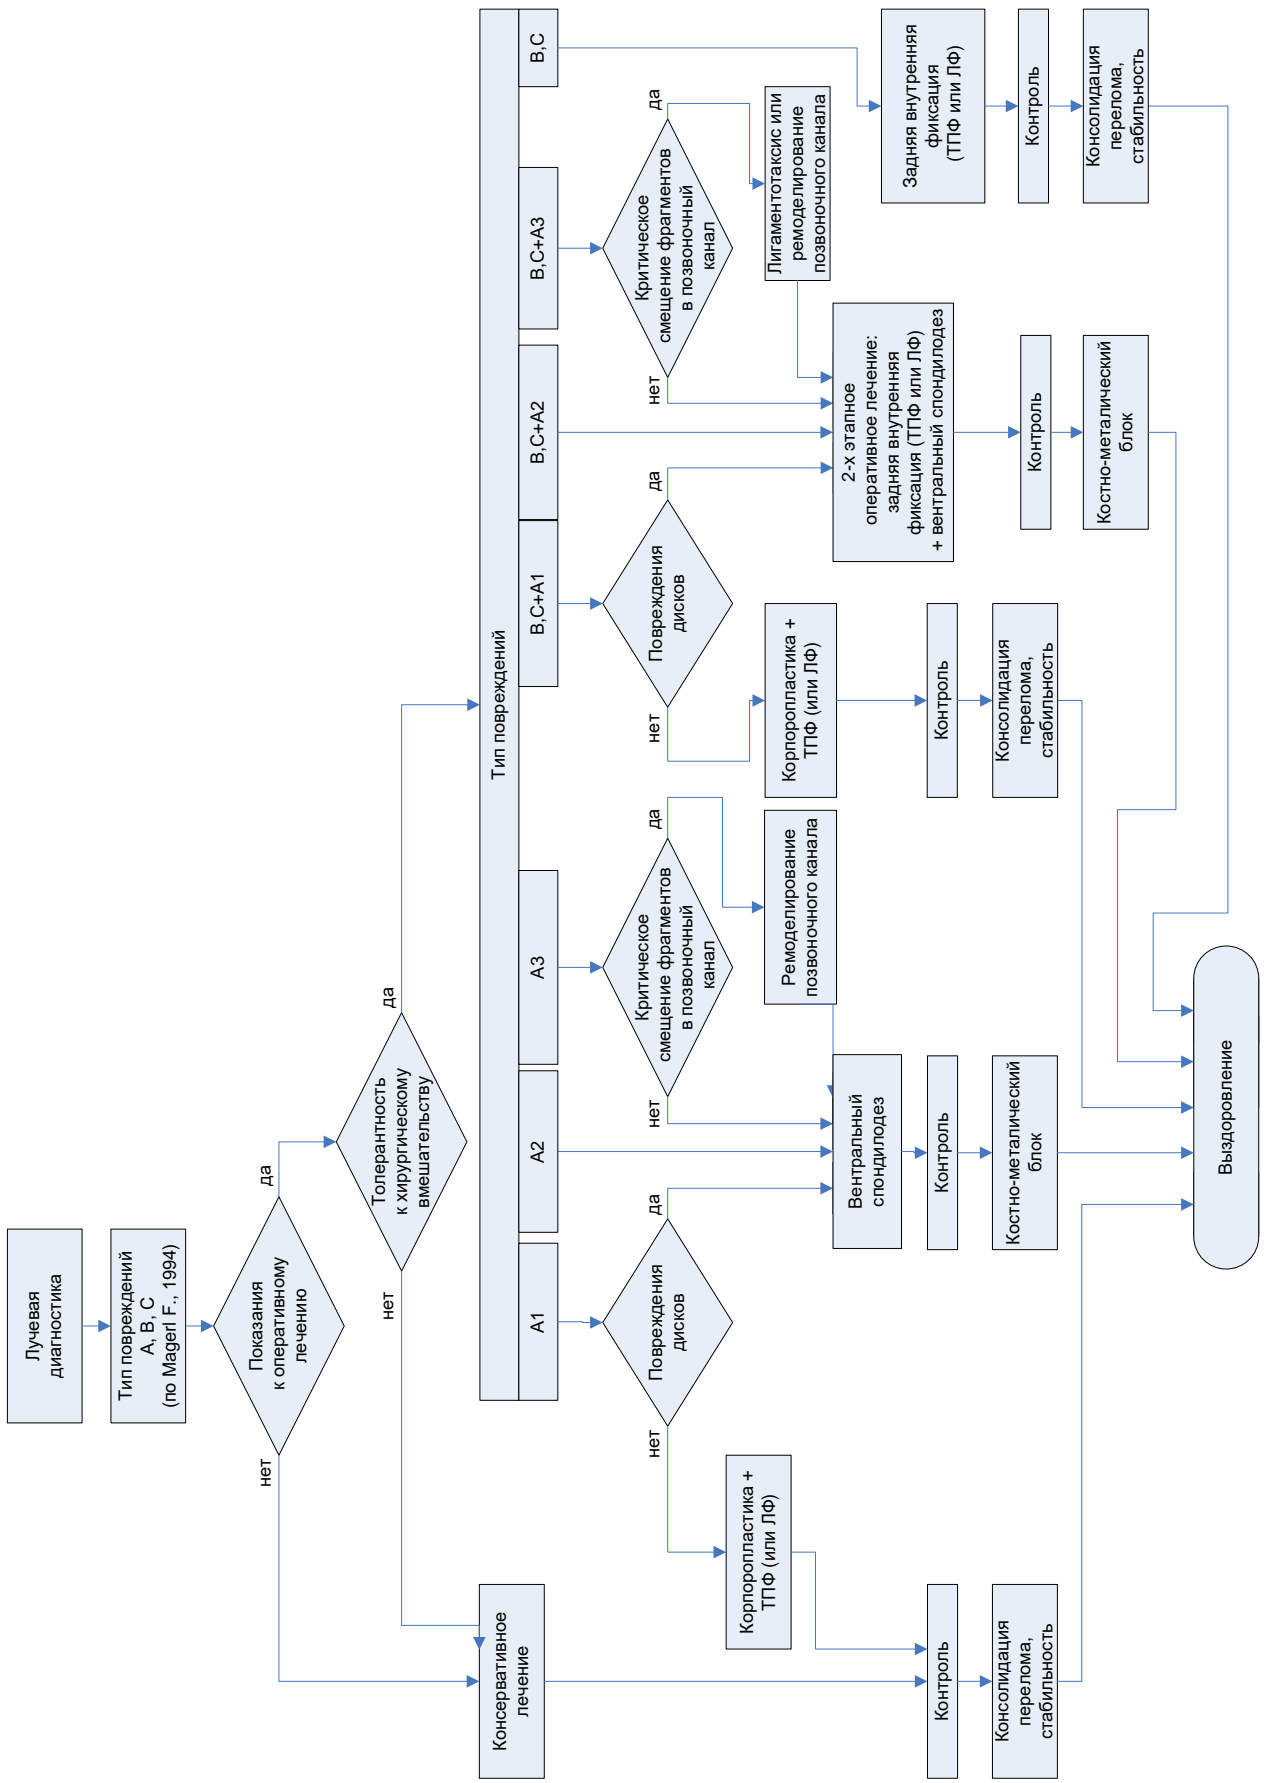 Лучевая
диагностика
Тип повреждений
А, В, С
(по Magerl F., 1994)
Показания
к оперативному
лечению
нет
да
Толерантность
к хирургическому
вмешательству
нет
да
Консервативное
лечение
Тип повреждений
А1
А2
А3
В,С+А1
В,С+А2
В,С+А3
В,С
Повреждения
дисков
нет
да
Критическое
смещение фрагментов
в позвоночный
канал
нет
да
Повреждения
дисков
нет
да
Критическое
смещение фрагментов
в позвоночный
канал
нет
да
Корпоропластика +
ТПФ (или ЛФ)
Ремоделирование
позвоночного канала
Корпоропластика +
ТПФ (или ЛФ)
Лигаментотаксис или
ремоделирование
позвоночного канала
Вентральный
спондилодез
2-х этапное
оперативное лечение:
задняя внутренняя
фиксация (ТПФ или ЛФ)
+ вентральный спондилодез
Задняя внутренняя
фиксация
(ТПФ или ЛФ)
Контроль
Контроль
Контроль
Контроль
Контроль
Консолидация
перелома,
стабильность
Костно-металический
блок
Консолидация
перелома,
стабильность
Костно-металический
блок
Консолидация
перелома,
стабильность
Выздоровление